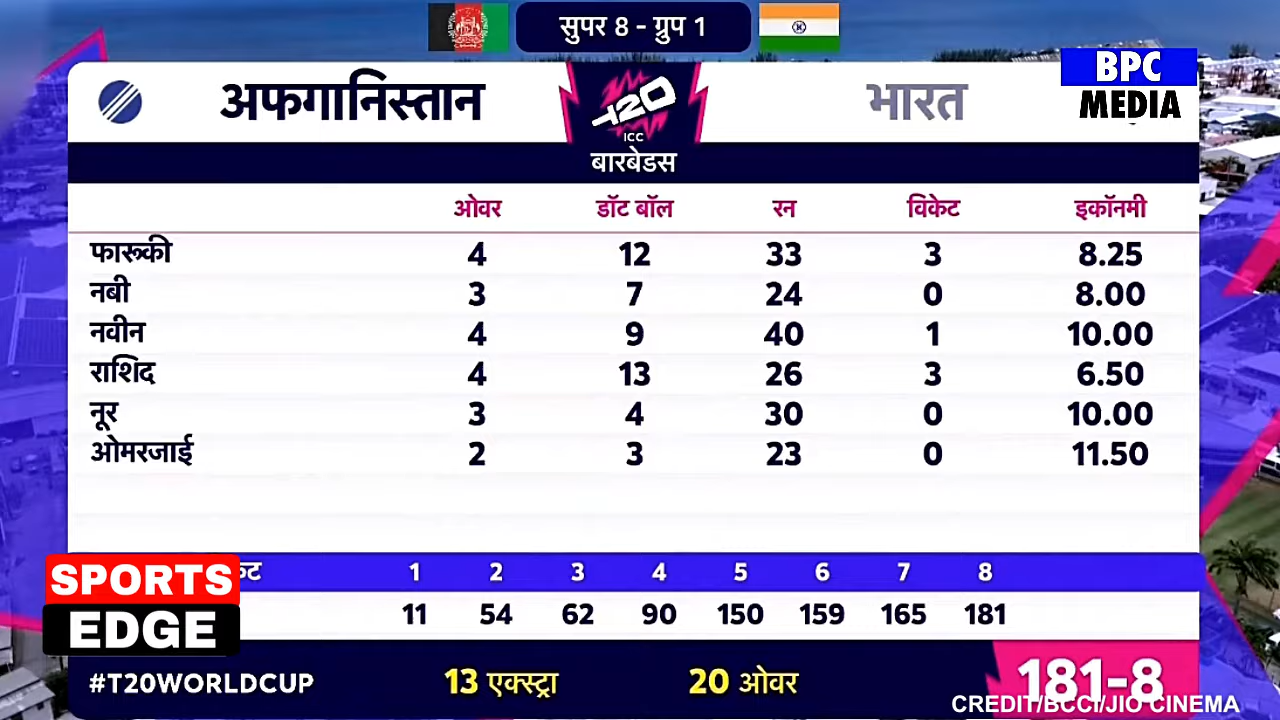 सुपर 8 - ग्रुप 1
BPC
MEDIA
अफगानिस्तान
भारत
T20
ICC
बारबेडस
ओवर डॉट बॉल रन विकेट इकॉनमी
फारूकी 4 12 33 3 8.25
नबी 3 7 24 0 8.00
नवीन 4 9 40 1 10.00
राशिद 4 13 26 3 6.50
नूर 3 4 30 0 10.00
ओमरजाई 2 3 23 0 11.50
1 2 3 4 5 6 7 8
11 54 62 90 150 159 165 181
SPORTS
EDGE
#T20WORLDCUP 13 एक्स्ट्रा 20 ओवर 181-8
CREDIT/BCCI/JIO CINEMA